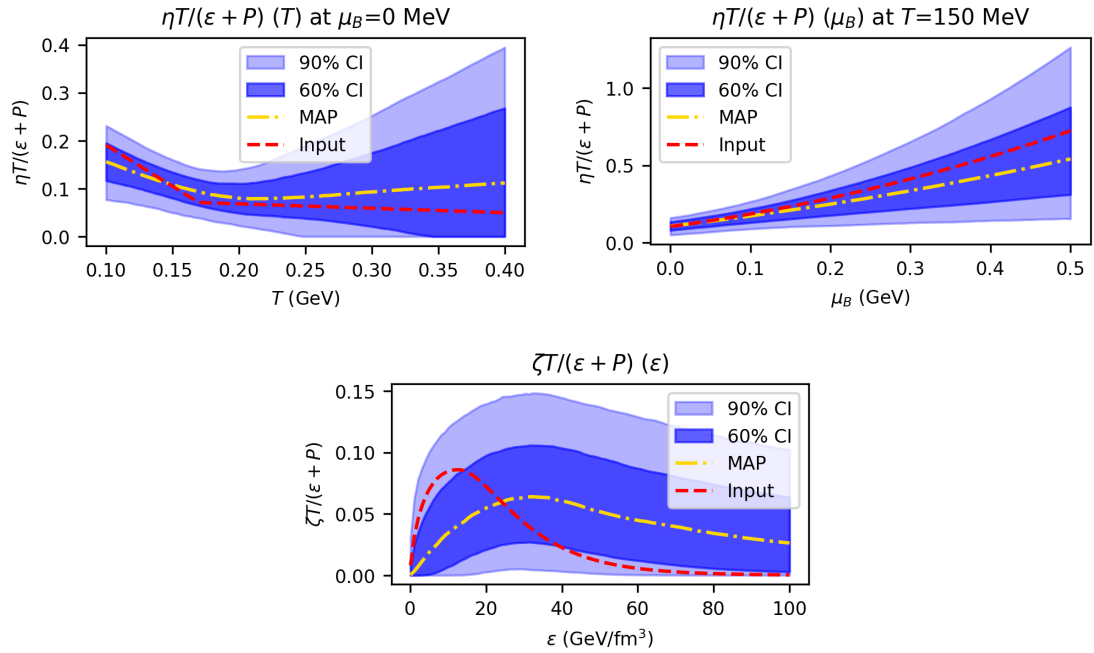 ηT/(ε + P) (T) at μ_B=0 MeV
ηT/(ε + P)
0.4
0.3
0.2
0.1
0.0
90% CI
60% CI
MAP
Input
0.10 0.15 0.20 0.25 0.30 0.35 0.40
T (GeV)
ηT/(ε + P) (μ_B) at T=150 MeV
ηT/(ε + P)
1.0
0.5
0.0
90% CI
60% CI
MAP
Input
0.0 0.1 0.2 0.3 0.4 0.5
μ_B (GeV)
ζT/(ε + P) (ε)
ζT/(ε + P)
0.15
0.10
0.05
0.00
90% CI
60% CI
MAP
Input
0 20 40 60 80 100
ε (GeV/fm³)